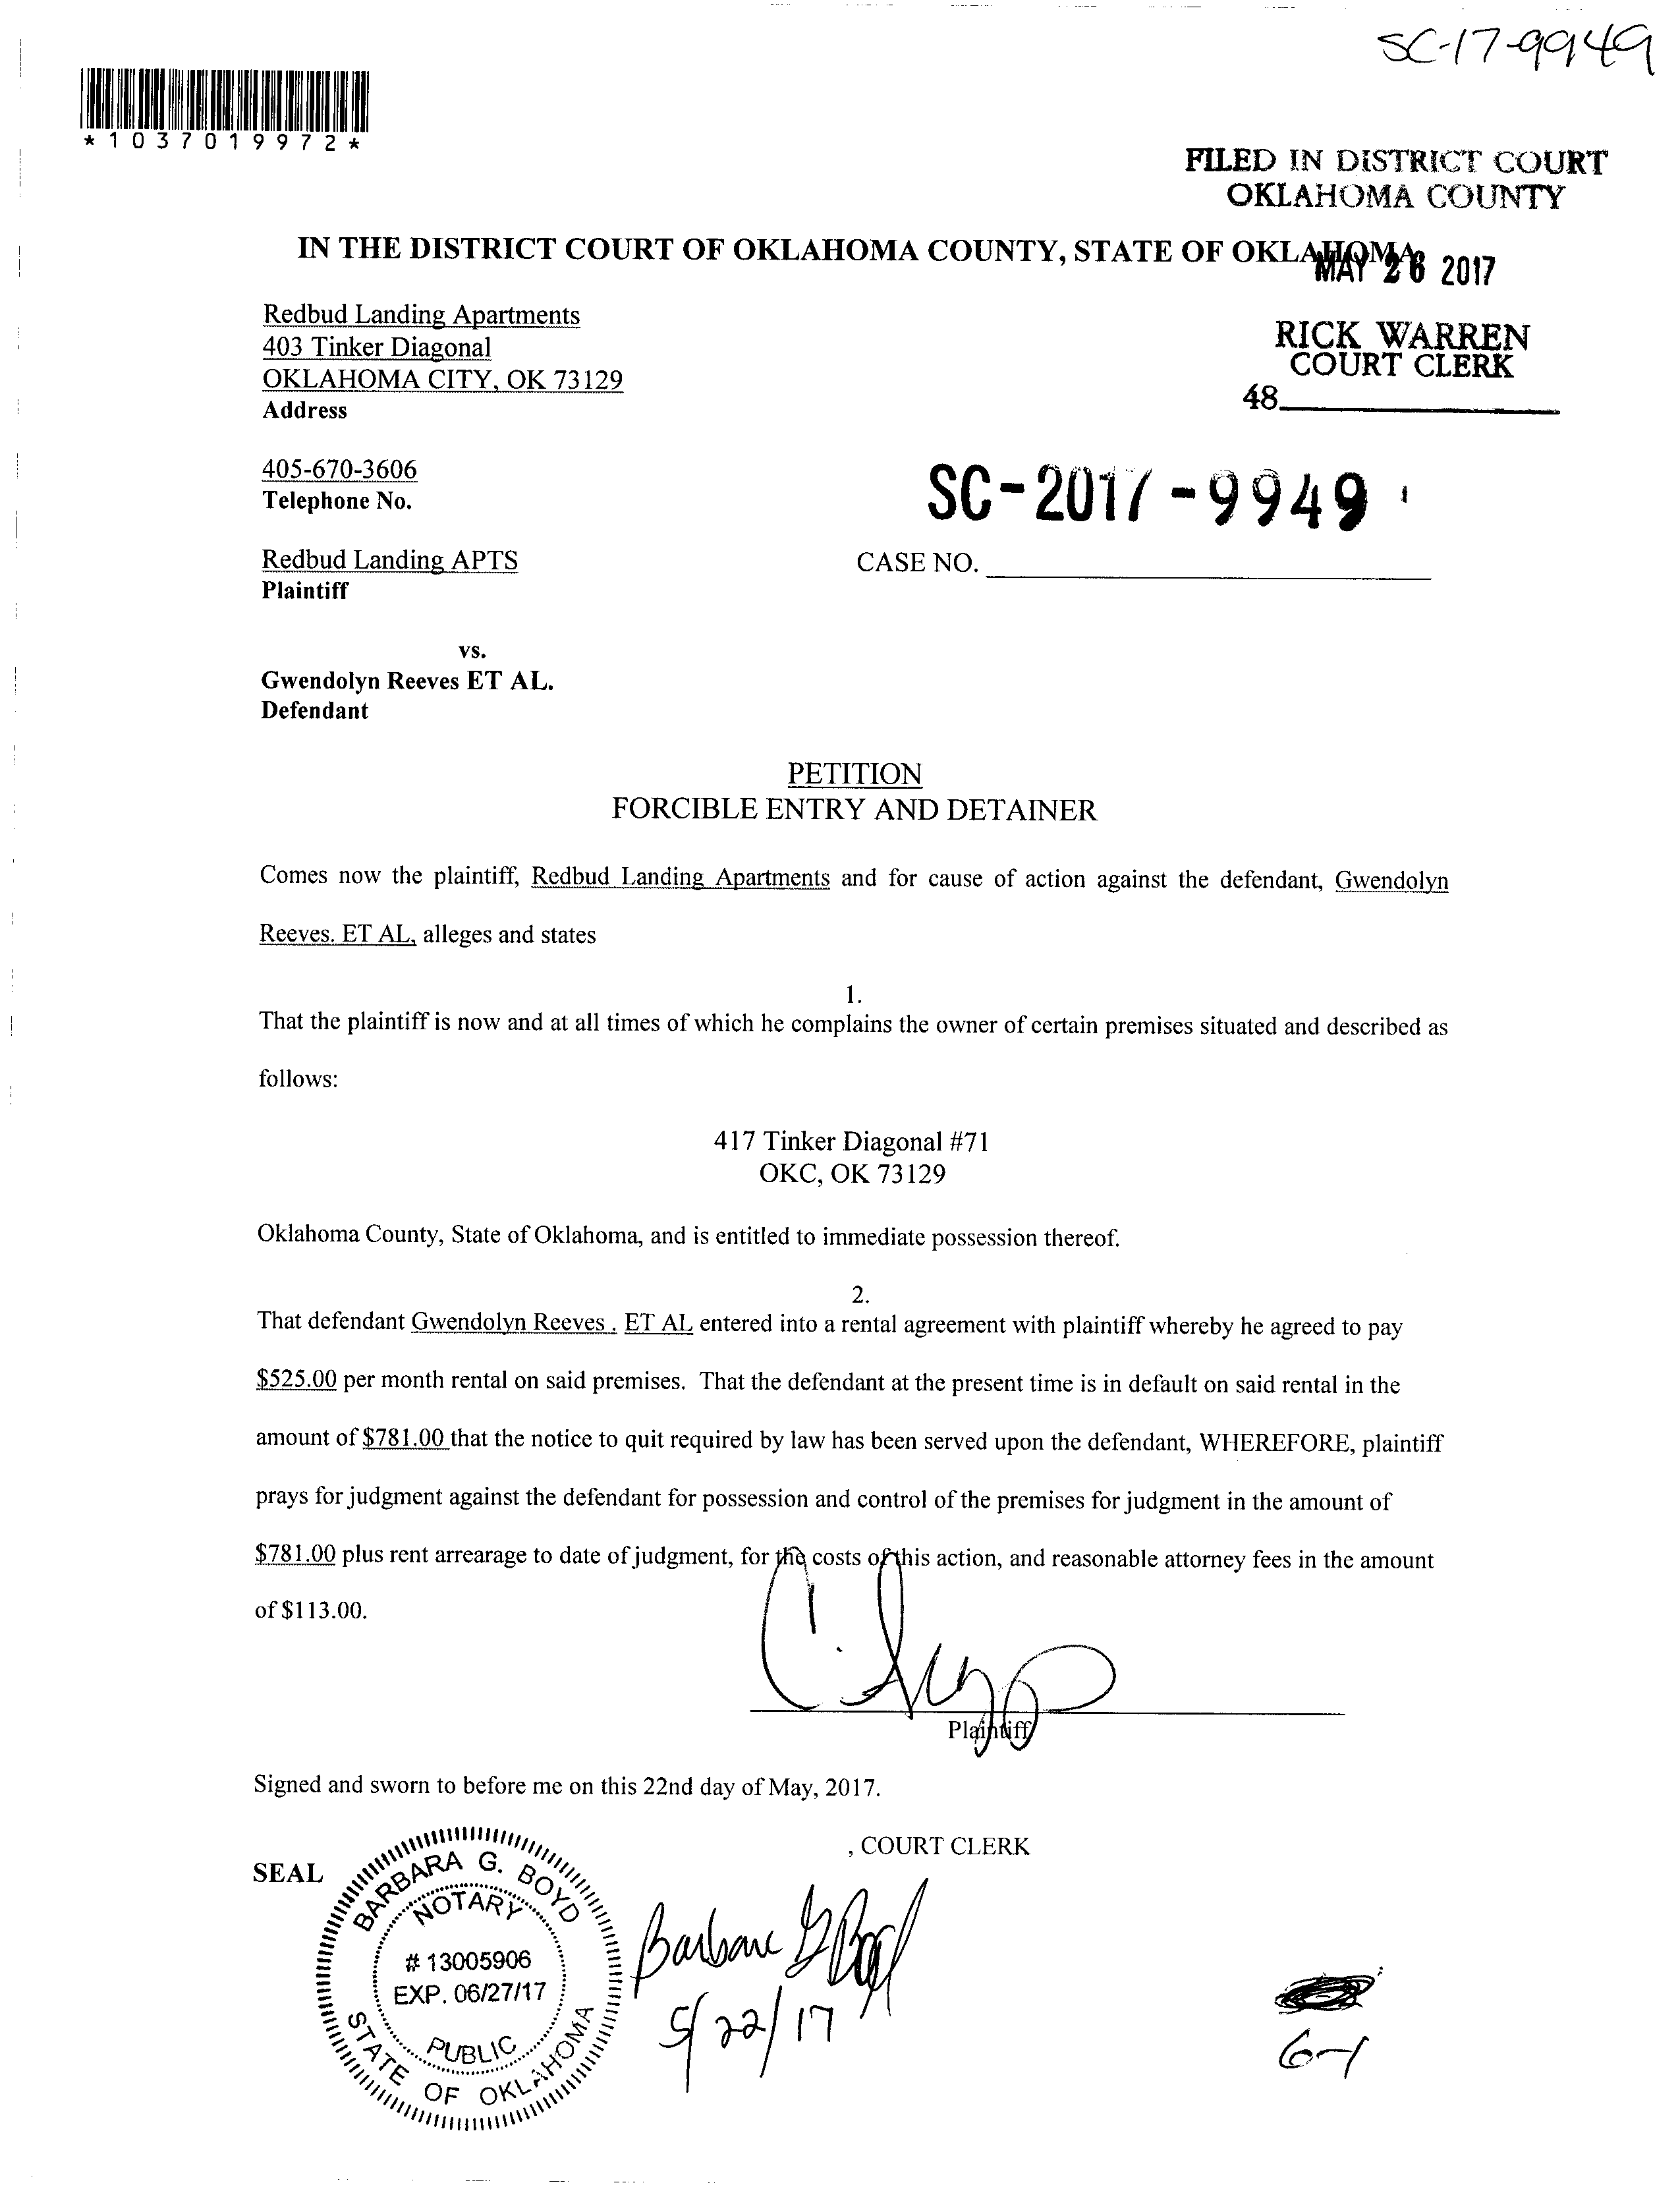 SC-17-9949
*1037019972*
FILED IN DISTRICT COURT
OKLAHOMA COUNTY
IN THE DISTRICT COURT OF OKLAHOMA COUNTY, STATE OF OKLAHOMA
MAY 26 2017
Redbud Landing Apartments
403 Tinker Diagonal
OKLAHOMA CITY, OK 73129
Address
RICK WARREN
COURT CLERK
48
405-670-3606
Telephone No.
SC-2017-9949
Redbud Landing APTS
Plaintiff
CASE NO.
vs.
Gwendolyn Reeves ET AL.
Defendant
PETITION
FORCIBLE ENTRY AND DETAINER
Comes now the plaintiff, Redbud Landing Apartments and for cause of action against the defendant, Gwendolyn
Reeves. ET AL, alleges and states
1.
That the plaintiff is now and at all times of which he complains the owner of certain premises situated and described as
follows:
417 Tinker Diagonal #71
OKC, OK 73129
Oklahoma County, State of Oklahoma, and is entitled to immediate possession thereof.
2.
That defendant Gwendolyn Reeves . ET AL entered into a rental agreement with plaintiff whereby he agreed to pay
$525.00 per month rental on said premises. That the defendant at the present time is in default on said rental in the
amount of $781.00 that the notice to quit required by law has been served upon the defendant, WHEREFORE, plaintiff
prays for judgment against the defendant for possession and control of the premises for judgment in the amount of
$781.00 plus rent arrearage to date of judgment, for the costs of this action, and reasonable attorney fees in the amount
of $113.00.
Plaintiff
Signed and sworn to before me on this 22nd day of May, 2017.
, COURT CLERK
SEAL
BARBARA G. BOYD
NOTARY
# 13005906
EXP. 06/27/17
PUBLIC
STATE OF OKLAHOMA
Barbara G Boyd
5/22/17
6-1